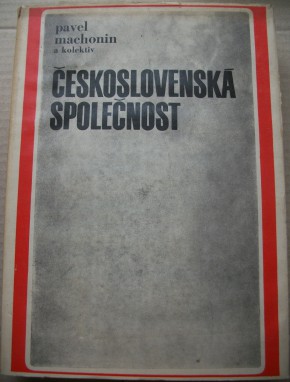 pavel
machonin
a kolektiv
ČESKOSLOVENSKÁ
SPOLEČNOST